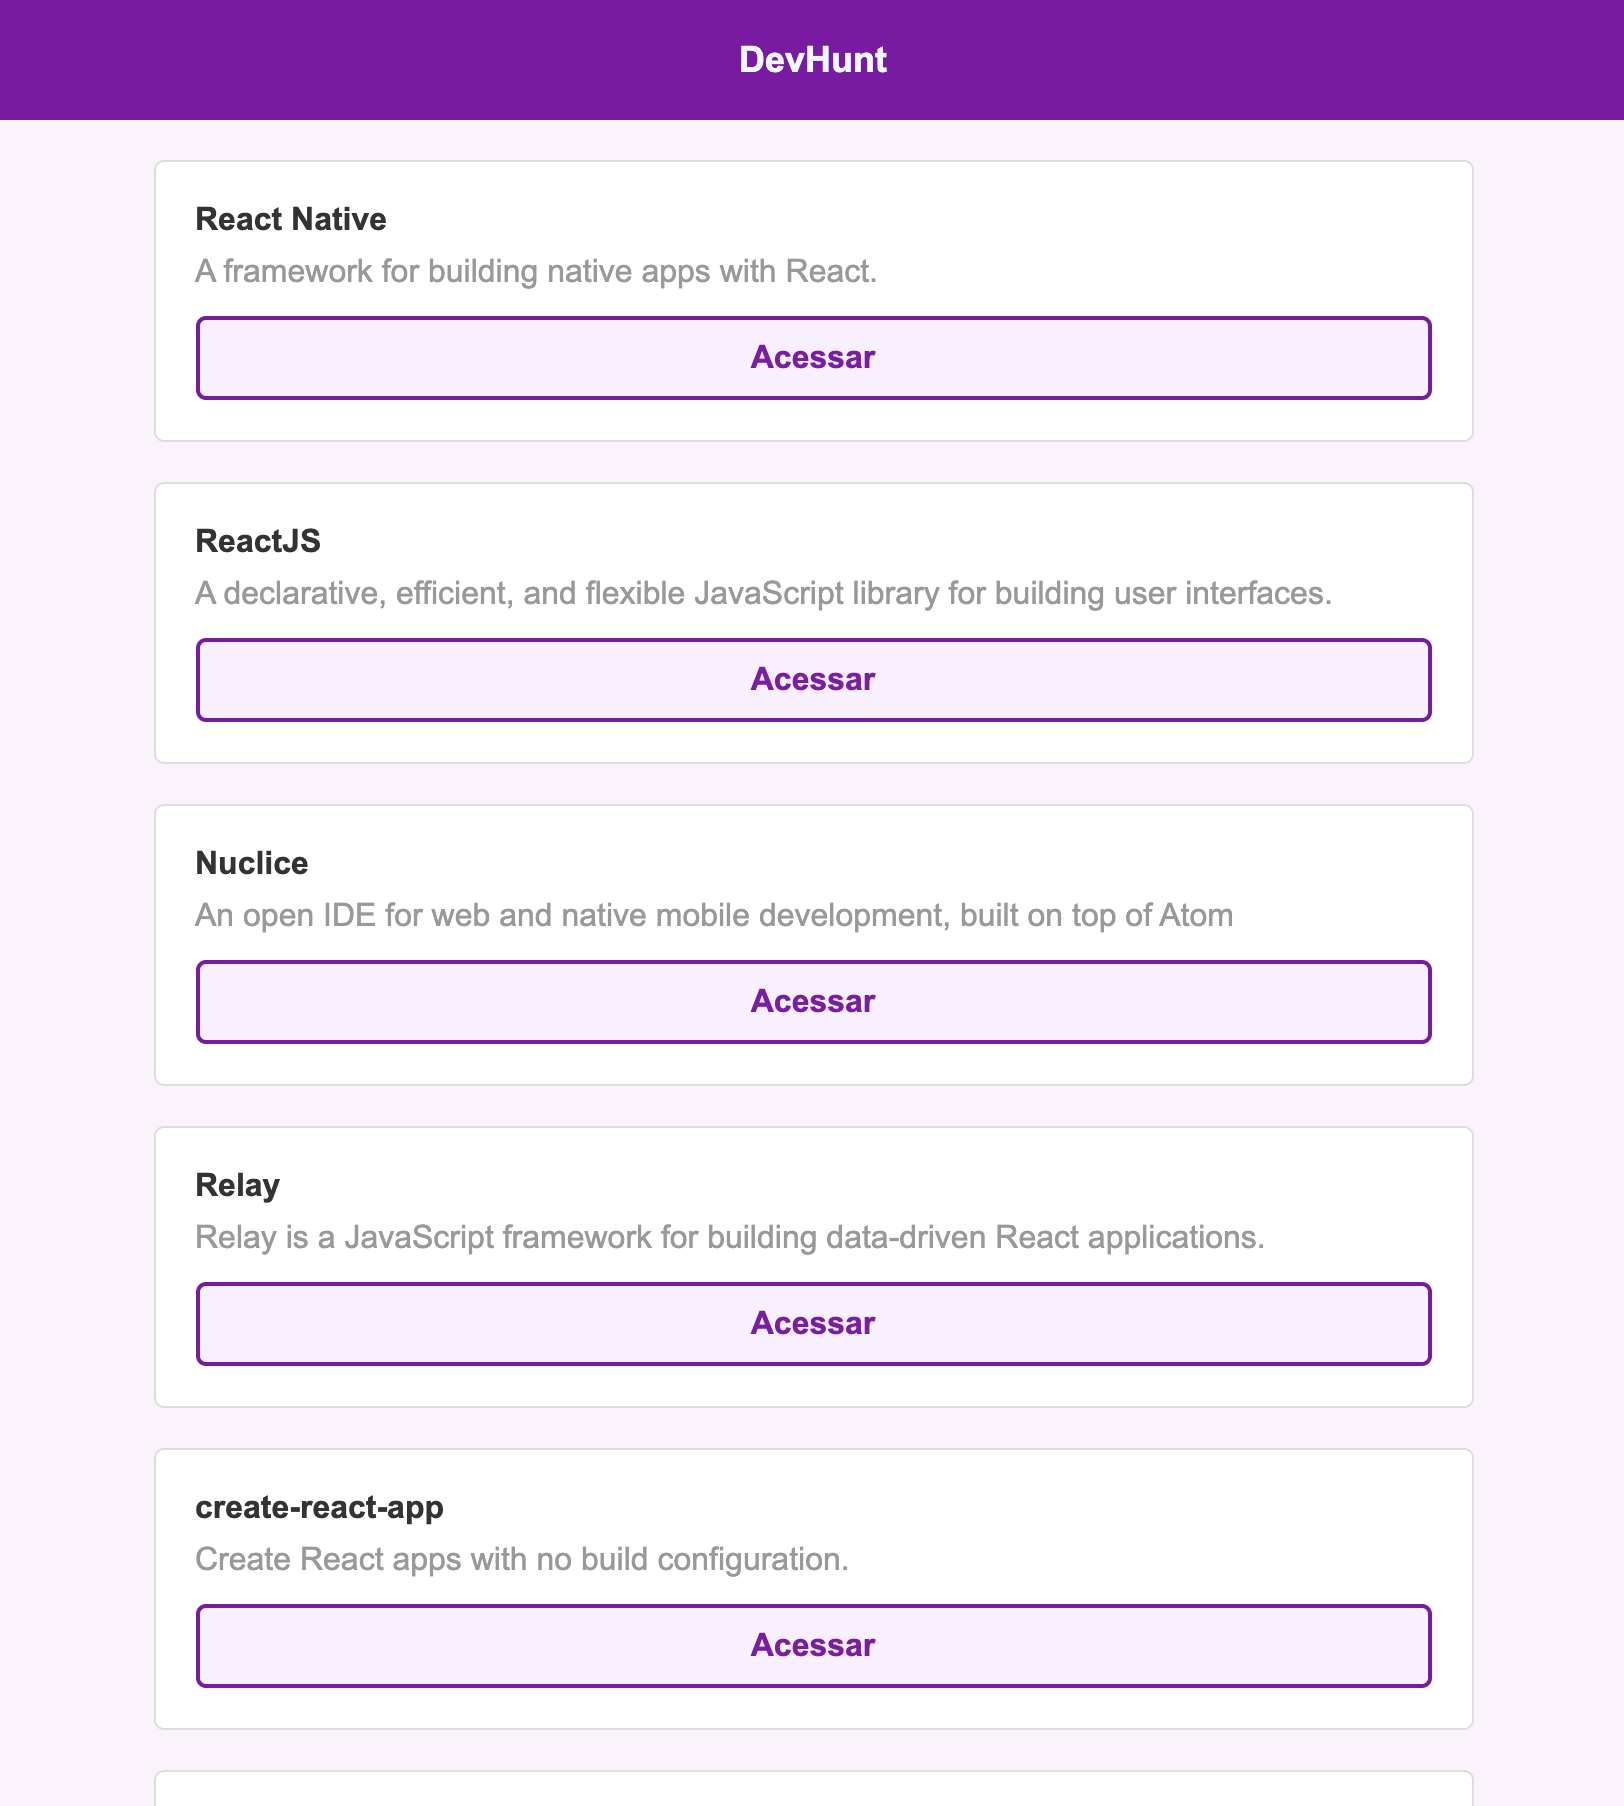 DevHunt
React Native
A framework for building native apps with React.
Acessar
ReactJS
A declarative, efficient, and flexible JavaScript library for building user interfaces.
Acessar
Nuclice
An open IDE for web and native mobile development, built on top of Atom
Acessar
Relay
Relay is a JavaScript framework for building data-driven React applications.
Acessar
create-react-app
Create React apps with no build configuration.
Acessar